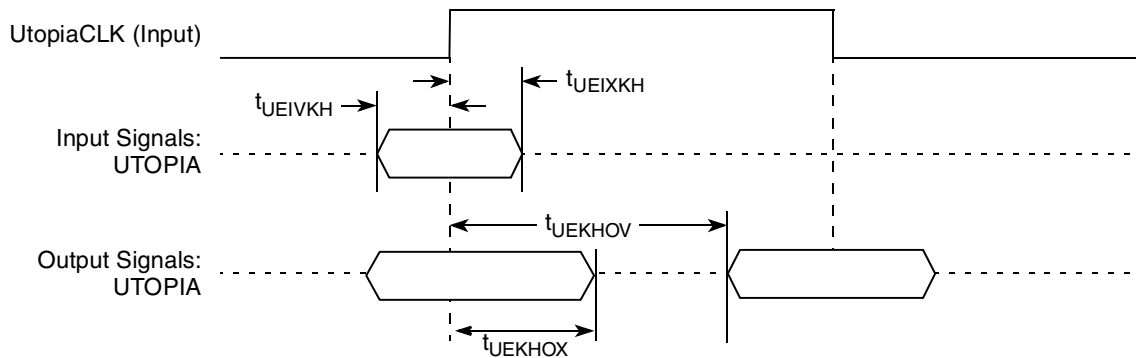 UtopiaCLK (Input)
tUEIXKH
tUEIVKH
Input Signals:
UTOPIA
tUEKHOV
Output Signals:
UTOPIA
tUEKHOX